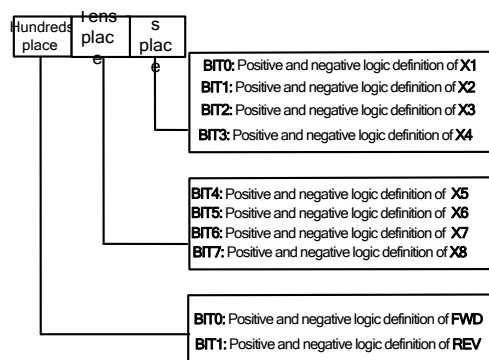 Hundreds
place
Tens
plac
e
s
plac
e
BIT0: Positive and negative logic definition of X1
BIT1: Positive and negative logic definition of X2
BIT2: Positive and negative logic definition of X3
BIT3: Positive and negative logic definition of X4
BIT4: Positive and negative logic definition of X5
BIT5: Positive and negative logic definition of X6
BIT6: Positive and negative logic definition of X7
BIT7: Positive and negative logic definition of X8
BIT0: Positive and negative logic definition of FWD
BIT1: Positive and negative logic definition of REV